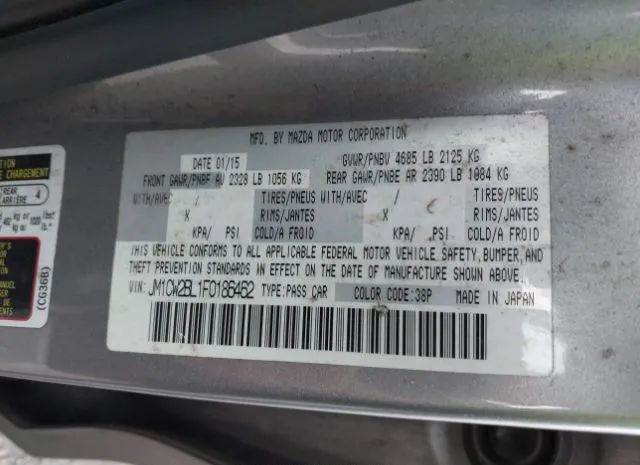 MFD. BY MAZDA MOTOR CORPORATION
DATE 01/15 GVWR/PNBV 4685 LB 2125 KG
FRONT GAWR/PNBE AV 2328 LB 1056 KG REAR GAWR/PNBE AR 2390 LB 1084 KG
WITH/AVEC / TIRES/PNEUS WITH/AVEC / TIRES/PNEUS
X RIMS/JANTES X RIMS/JANTES
KPA/ PSI COLD/A FROID KPA/ PSI COLD/A FROID
THIS VEHICLE CONFORMS TO ALL APPLICABLE FEDERAL MOTOR VEHICLE SAFETY, BUMPER, AND
THEFT PREVENTION STANDARDS IN EFFECT ON THE DATE OF MANUFACTURE SHOWN ABOVE.
VIN: JM1CW2BL1F0186462 TYPE:PASS CAR COLOR CODE:38P MADE IN JAPAN
CHARGEMENT
REAR
ARRIÈRE 4
(CG36B)